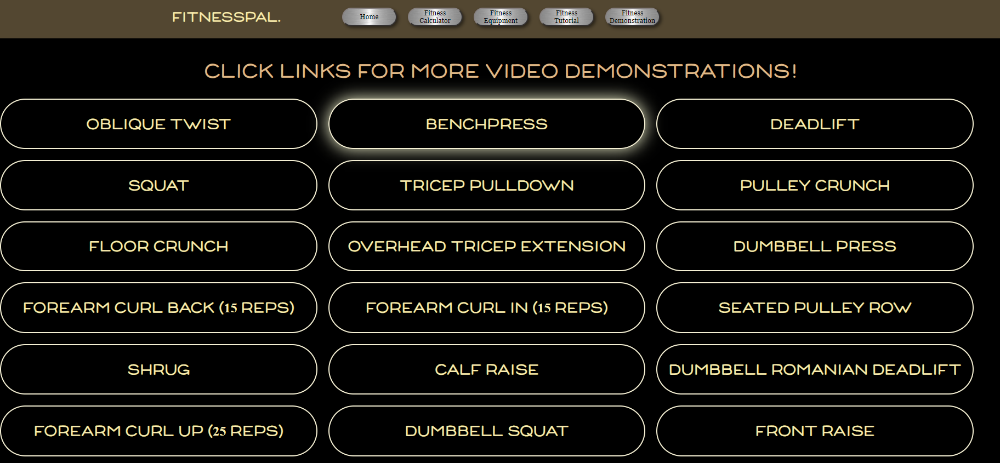 FITNESSPAL.
Home
Fitness
Calculator
Fitness
Equipment
Fitness
Tutorial
Fitness
Demonstration
CLICK LINKS FOR MORE VIDEO DEMONSTRATIONS!
OBLIQUE TWIST
BENCHPRESS
DEADLIFT
SQUAT
TRICEP PULLDOWN
PULLEY CRUNCH
FLOOR CRUNCH
OVERHEAD TRICEP EXTENSION
DUMBBELL PRESS
FOREARM CURL BACK (15 REPS)
FOREARM CURL IN (15 REPS)
SEATED PULLEY ROW
SHRUG
CALF RAISE
DUMBBELL ROMANIAN DEADLIFT
FOREARM CURL UP (25 REPS)
DUMBBELL SQUAT
FRONT RAISE